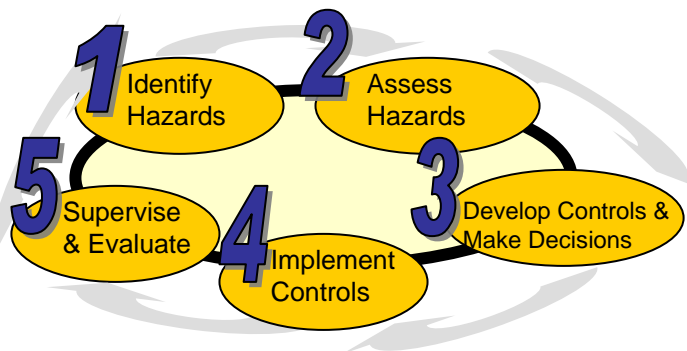 1
Identify
Hazards
2
Assess
Hazards
3
Develop Controls &
Make Decisions
4
Implement
Controls
5
Supervise
& Evaluate